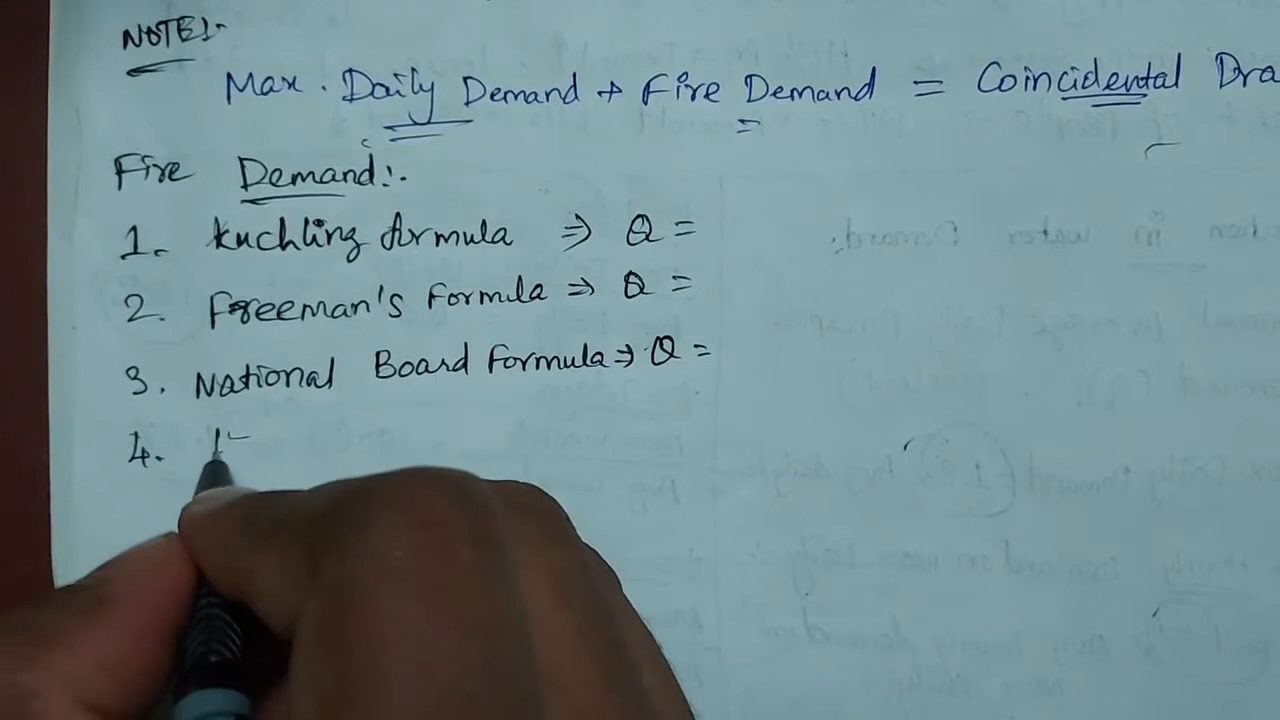 NOTE:-
Max. Daily Demand + Fire Demand = Coincidental Dra
Fire Demand:-
1. Kuchling formula ⇒ Q =
2. Freeman's Formula ⇒ Q =
3. National Board Formula ⇒ Q =
4.